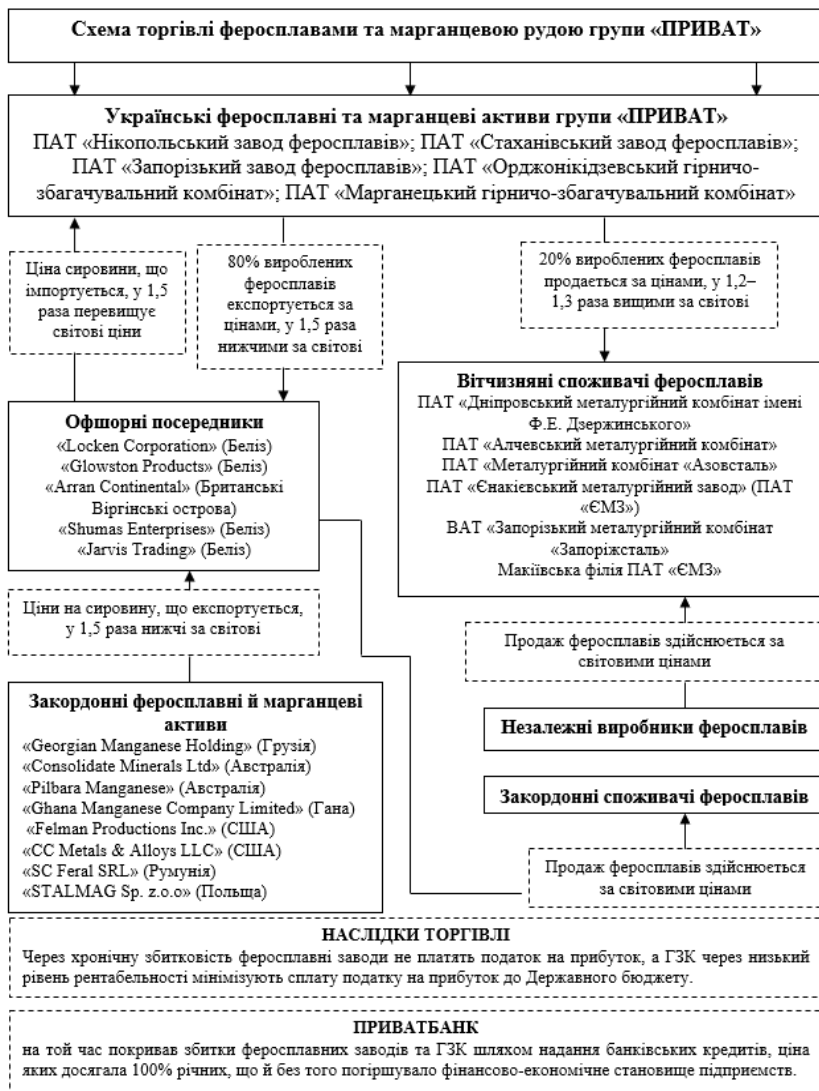 Схема торгівлі феросплавами та марганцевою рудою групи «ПРИВАТ»
Українські феросплавні та марганцеві активи групи «ПРИВАТ»
ПАТ «Нікопольський завод феросплавів»; ПАТ «Стаханівський завод феросплавів»;
ПАТ «Запорізький завод феросплавів»; ПАТ «Орджонікідзевський гірничо-
збагачувальний комбінат»; ПАТ «Марганецький гірничо-збагачувальний комбінат»
Ціна сировини, що
імпортується, у 1,5
раза перевищує
світові ціни
80% вироблених
феросплавів
експортується за
цінами, у 1,5 раза
нижчими за світові
20% вироблених феросплавів
продається за цінами, у 1,2–
1,3 раза вищими за світові
Офшорні посередники
«Locken Corporation» (Беліз)
«Glowston Products» (Беліз)
«Arran Continental» (Британські
Віргінські острова)
«Shumas Enterprises» (Беліз)
«Jarvis Trading» (Беліз)
Вітчизняні споживачі феросплавів
ПАТ «Дніпровський металургійний комбінат імені
Ф.Е. Дзержинського»
ПАТ «Алчевський металургійний комбінат»
ПАТ «Металургійний комбінат «Азовсталь»
ПАТ «Єнакієвський металургійний завод» (ПАТ
«ЄМЗ»)
ВАТ «Запорізький металургійний комбінат
«Запоріжсталь»
Макіївська філія ПАТ «ЄМЗ»
Ціни на сировину, що експортується,
у 1,5 раза нижчі за світові
Продаж феросплавів здійснюється за
світовими цінами
Закордонні феросплавні й марганцеві
активи
«Georgian Manganese Holding» (Грузія)
«Consolidate Minerals Ltd» (Австралія)
«Pilbara Manganese» (Австралія)
«Ghana Manganese Company Limited» (Гана)
«Felman Productions Inc.» (США)
«CC Metals & Alloys LLC» (США)
«SC Feral SRL» (Румунія)
«STALMAG Sp. z.o.o» (Польща)
Незалежні виробники феросплавів
Закордонні споживачі феросплавів
Продаж феросплавів здійснюється
за світовими цінами
НАСЛІДКИ ТОРГІВЛІ
Через хронічну збитковість феросплавні заводи не платять податок на прибуток, а ГЗК через низький
рівень рентабельності мінімізують сплату податку на прибуток до Державного бюджету.
ПРИВАТБАНК
на той час покривав збитки феросплавних заводів та ГЗК шляхом надання банківських кредитів, ціна
яких досягала 100% річних, що й без того погіршувало фінансово-економічне становище підприємств.